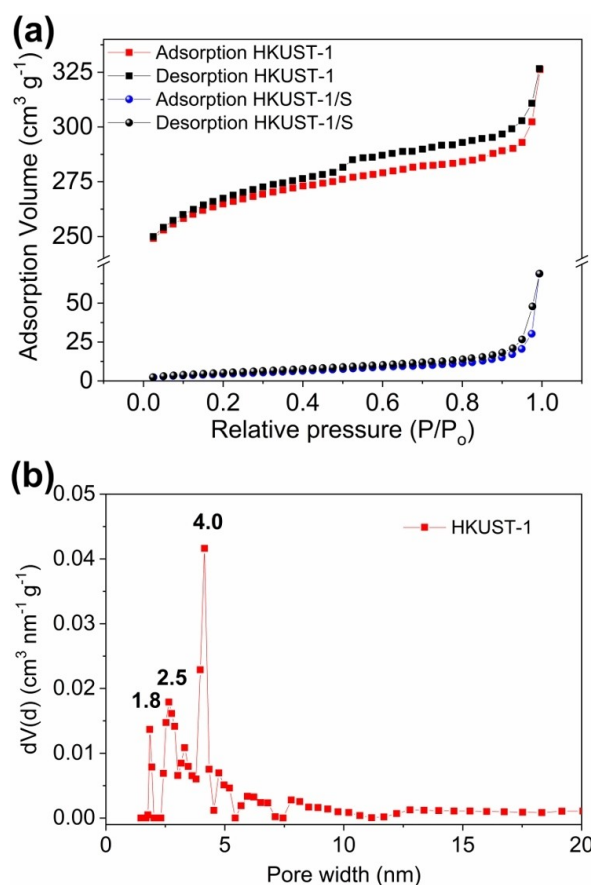 (a)
Adsorption HKUST-1
Desorption HKUST-1
Adsorption HKUST-1/S
Desorption HKUST-1/S
Adsorption Volume (cm³ g⁻¹)
325
300
275
250
50
25
0
0.0 0.2 0.4 0.6 0.8 1.0
Relative pressure (P/Pₒ)
(b)
HKUST-1
4.0
2.5
1.8
dV(d) (cm³ nm⁻¹ g⁻¹)
0.05
0.04
0.03
0.02
0.01
0.00
0 5 10 15 20
Pore width (nm)